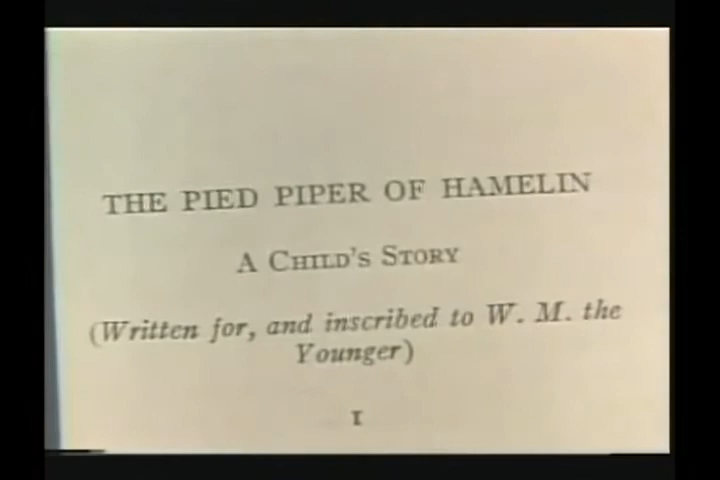 THE PIED PIPER OF HAMELIN
A CHILD'S STORY
(Written for, and inscribed to W. M. the
Younger)
I